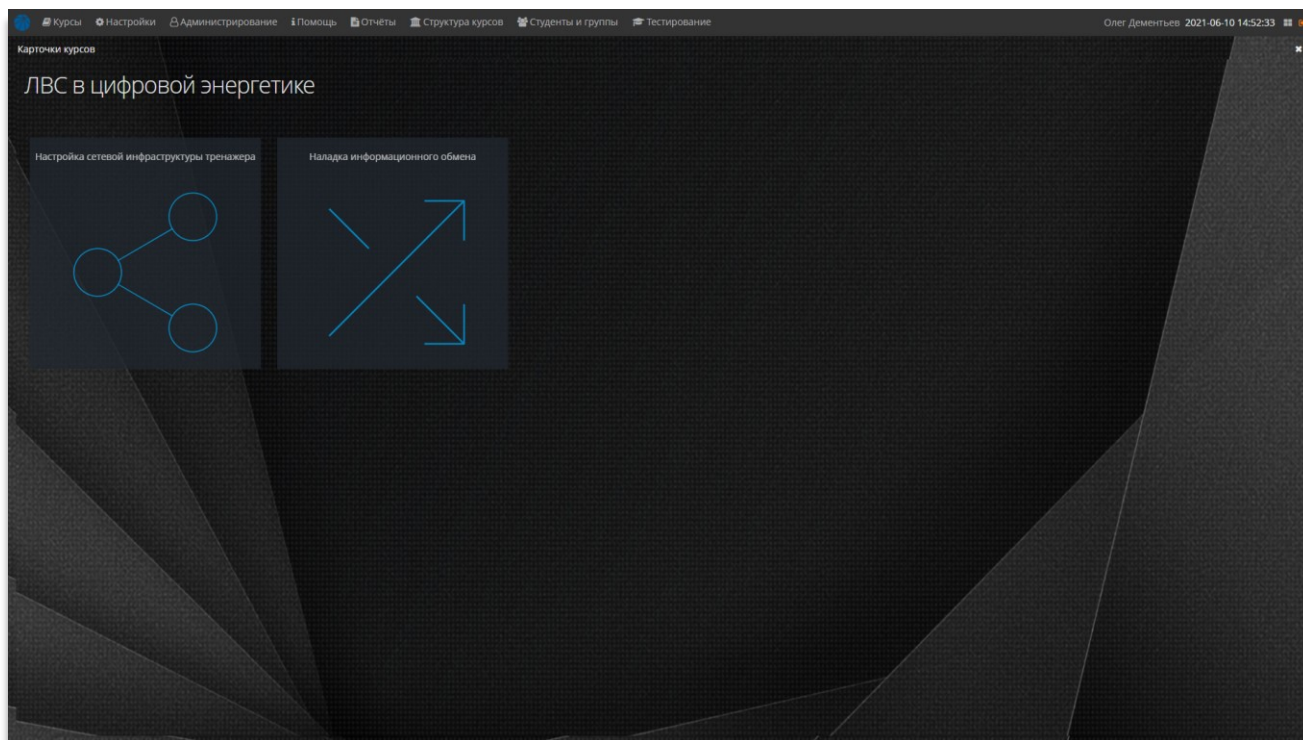 Курсы Настройки Администрирование Помощь Отчёты Структура курсов Студенты и группы Тестирование Олег Дементьев 2021-06-10 14:52:33
Карточки курсов
ЛВС в цифровой энергетике
Настройка сетевой инфраструктуры тренажера Наладка информационного обмена